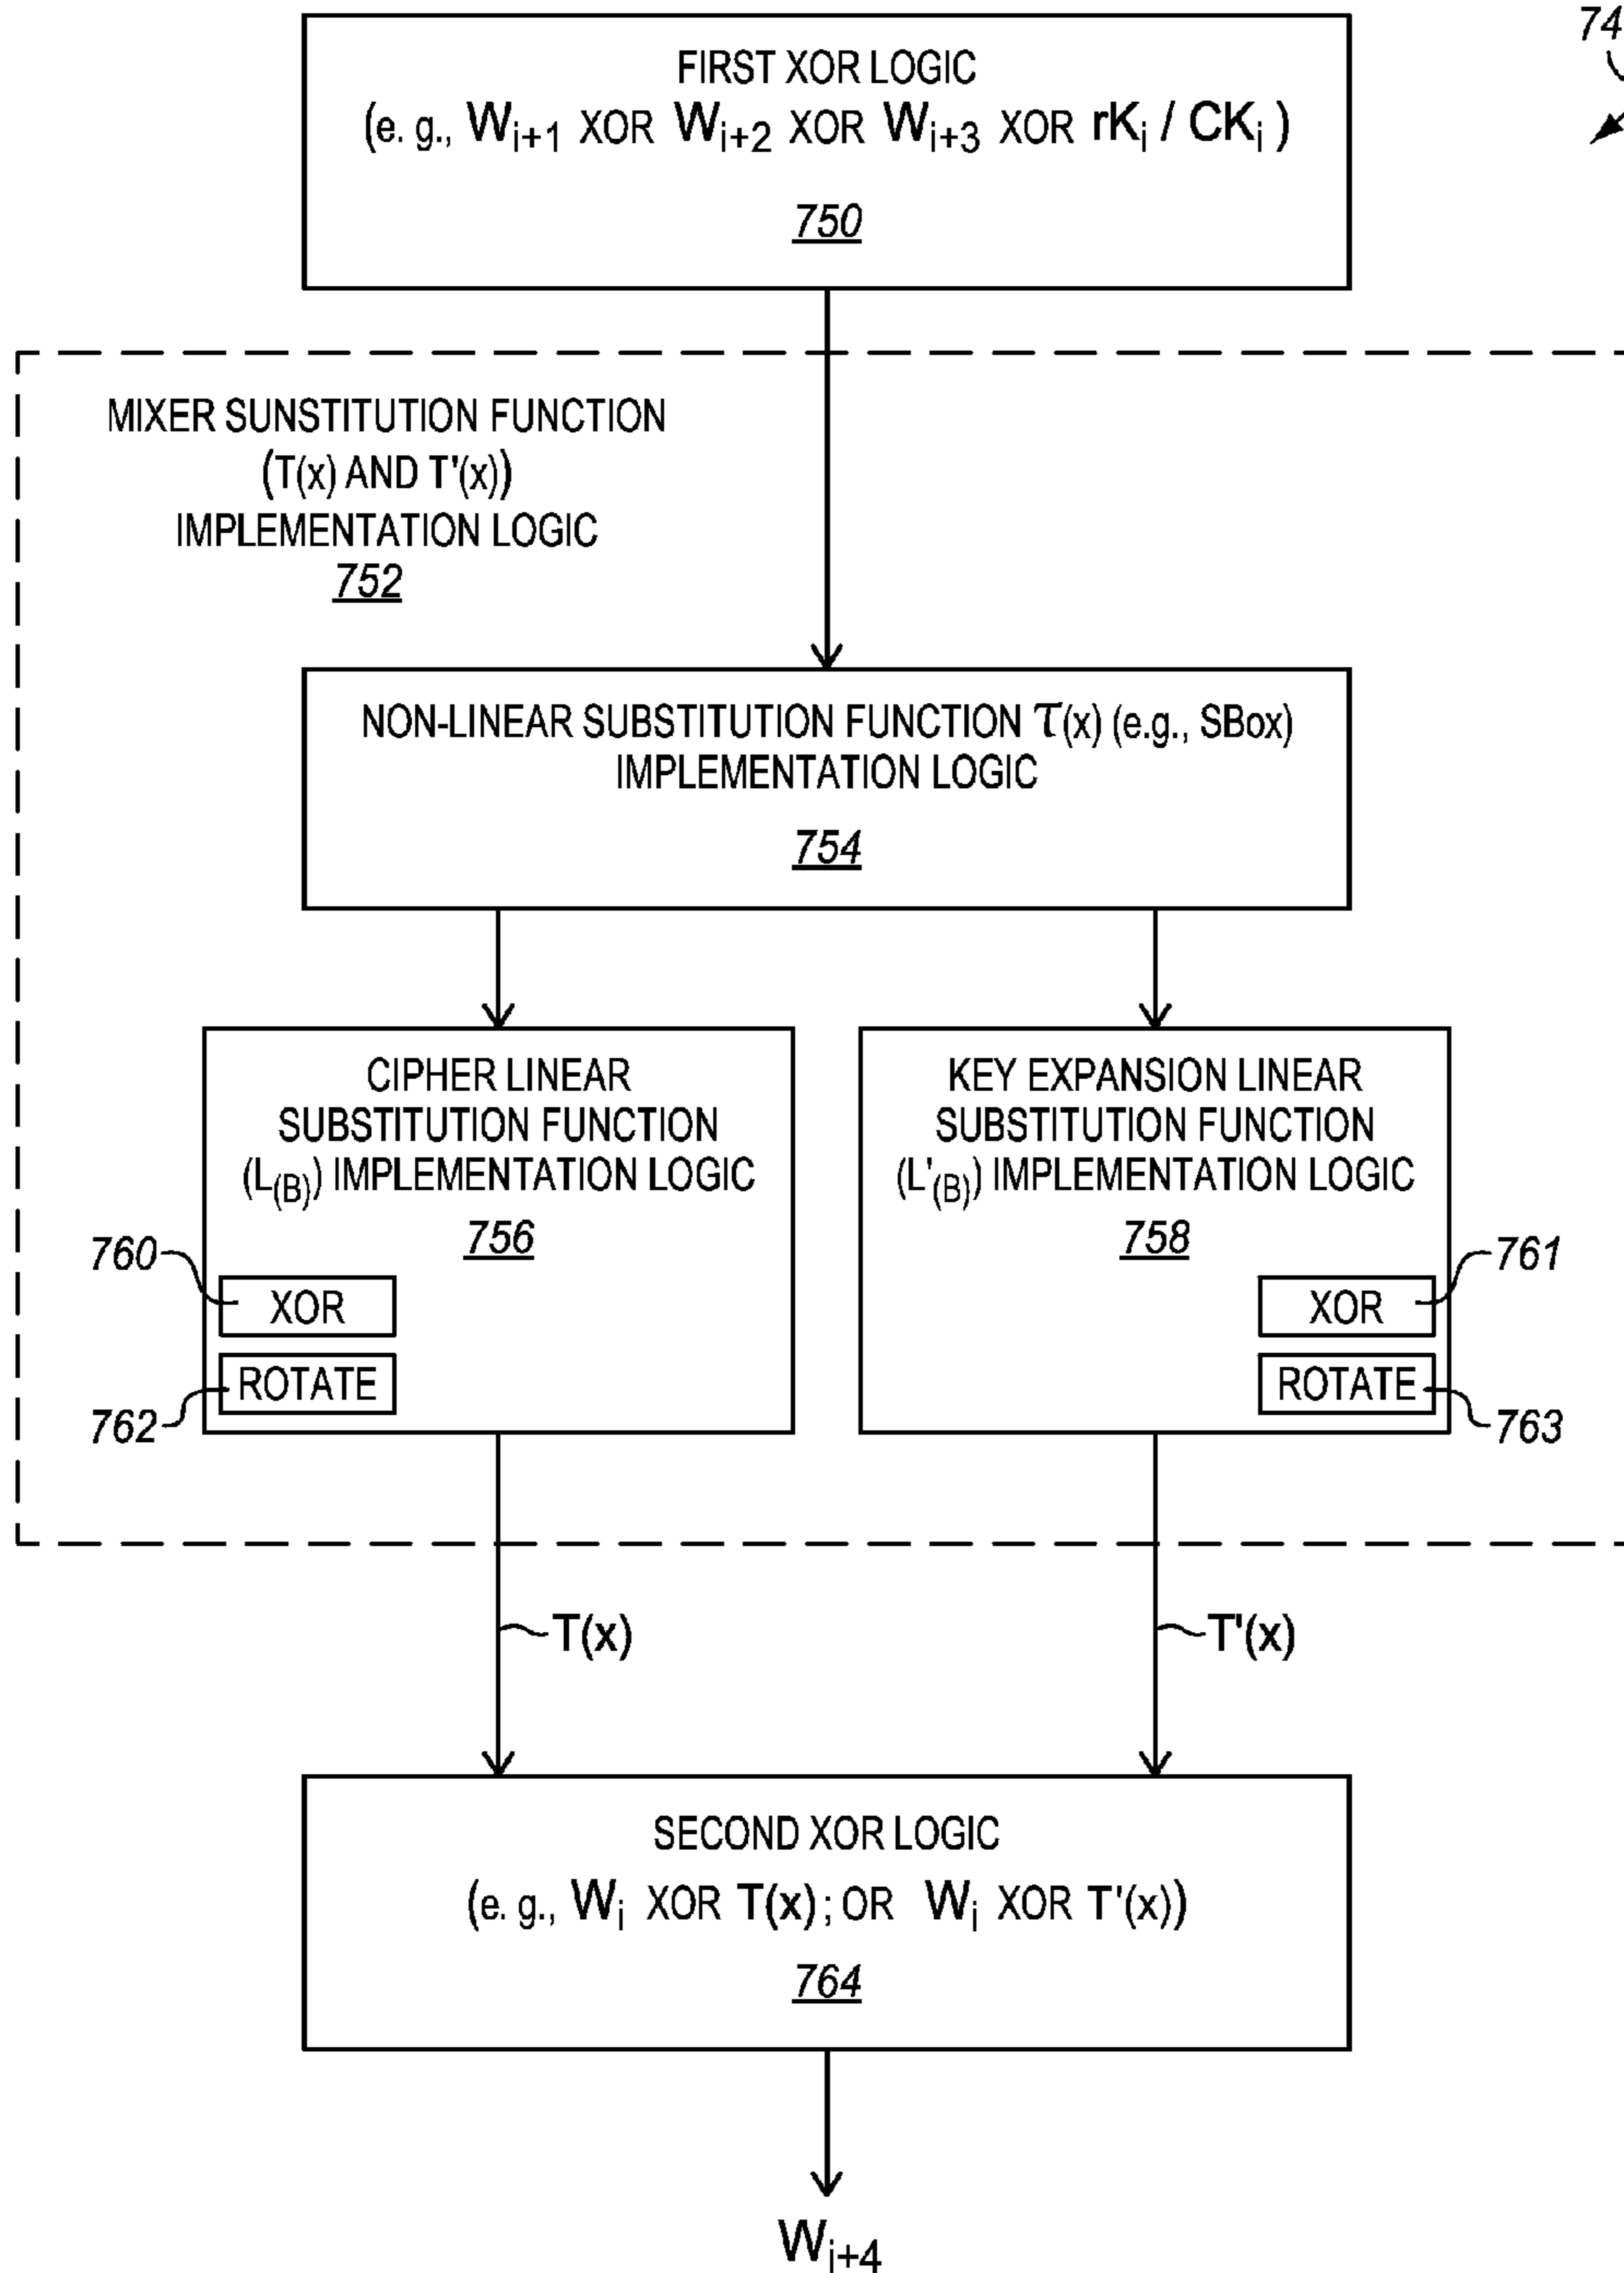 74
FIRST XOR LOGIC
(e. g., Wi+1 XOR Wi+2 XOR Wi+3 XOR rKi / CKi )
750
MIXER SUNSTITUTION FUNCTION
(T(x) AND T'(x))
IMPLEMENTATION LOGIC
752
NON-LINEAR SUBSTITUTION FUNCTION τ(x) (e.g., SBox)
IMPLEMENTATION LOGIC
754
CIPHER LINEAR
SUBSTITUTION FUNCTION
(L(B)) IMPLEMENTATION LOGIC
756
760
XOR
ROTATE
762
KEY EXPANSION LINEAR
SUBSTITUTION FUNCTION
(L'(B)) IMPLEMENTATION LOGIC
758
XOR
761
ROTATE
763
T(x)
T'(x)
SECOND XOR LOGIC
(e. g., Wi XOR T(x); OR Wi XOR T'(x))
764
Wi+4